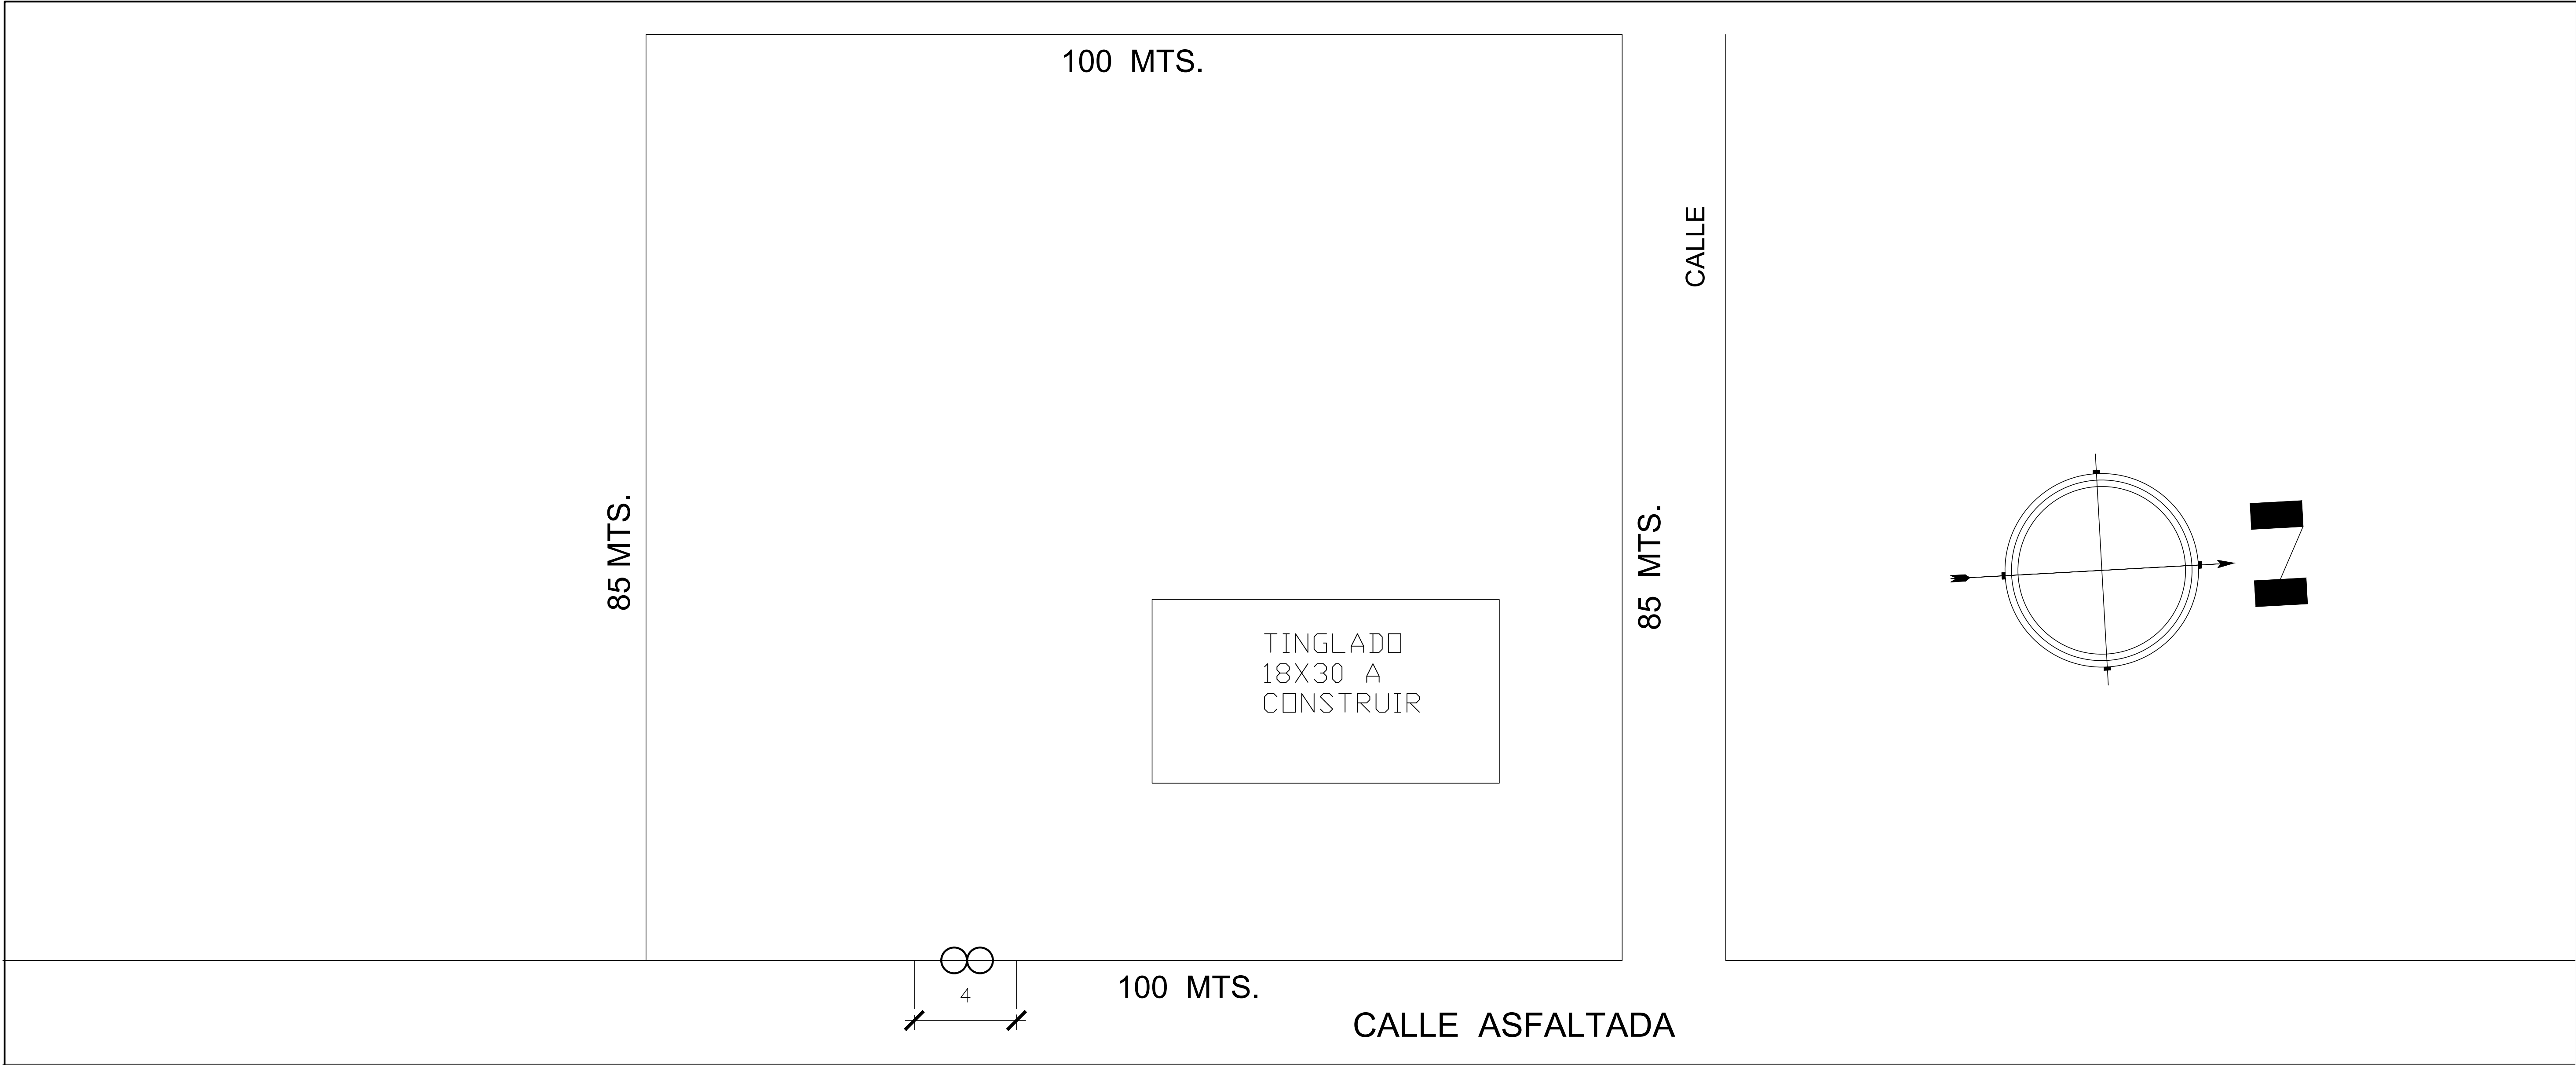 100 MTS.
CALLE
85 MTS.
85 MTS.
TINGLADO
18X30 A
CONSTRUIR
4
100 MTS.
CALLE ASFALTADA